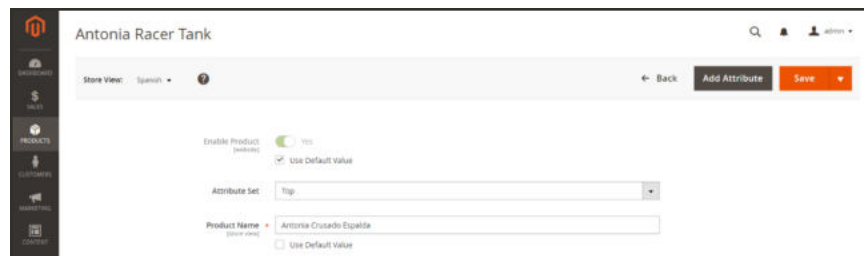 Antonia Racer Tank
admin
Store View: Spanish
?
← Back
Add Attribute
Save
DASHBOARD
SALES
PRODUCTS
CUSTOMERS
MARKETING
CONTENT
Enable Product
[website]
Yes
Use Default Value
Attribute Set
Top
Product Name *
[store view]
Antonia Crusado Espalda
Use Default Value